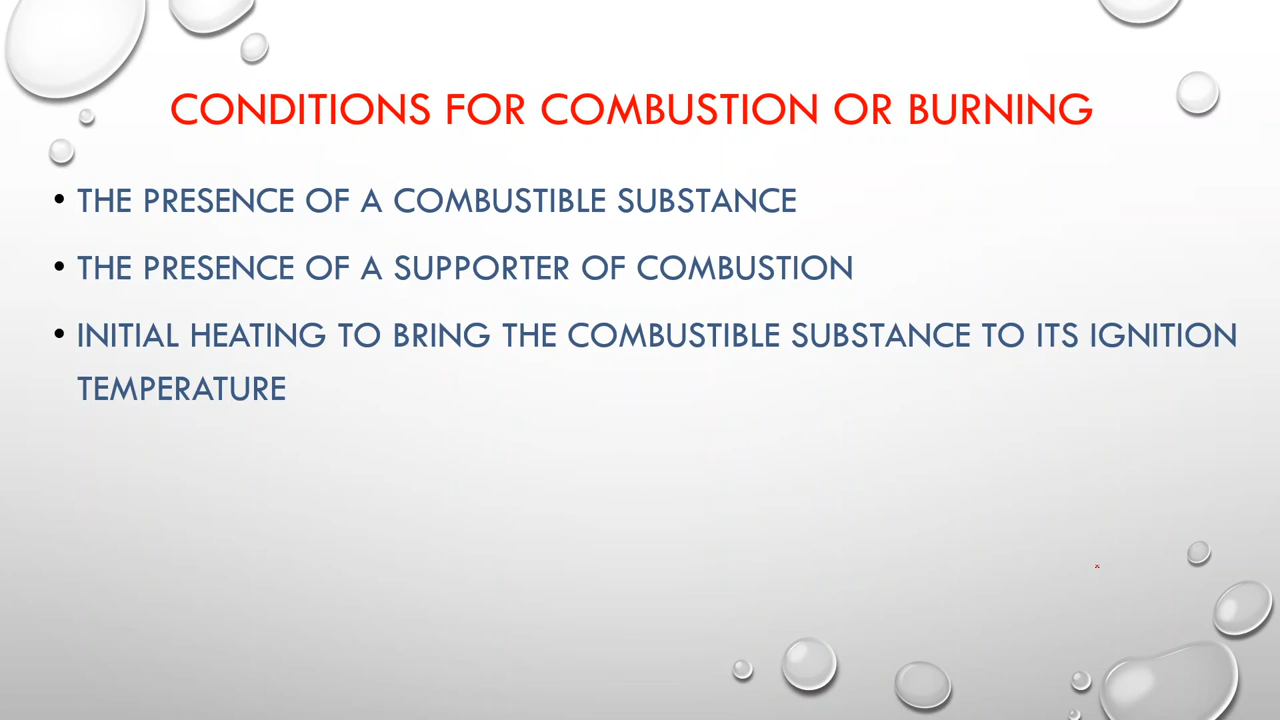 CONDITIONS FOR COMBUSTION OR BURNING
• THE PRESENCE OF A COMBUSTIBLE SUBSTANCE
• THE PRESENCE OF A SUPPORTER OF COMBUSTION
• INITIAL HEATING TO BRING THE COMBUSTIBLE SUBSTANCE TO ITS IGNITION
TEMPERATURE